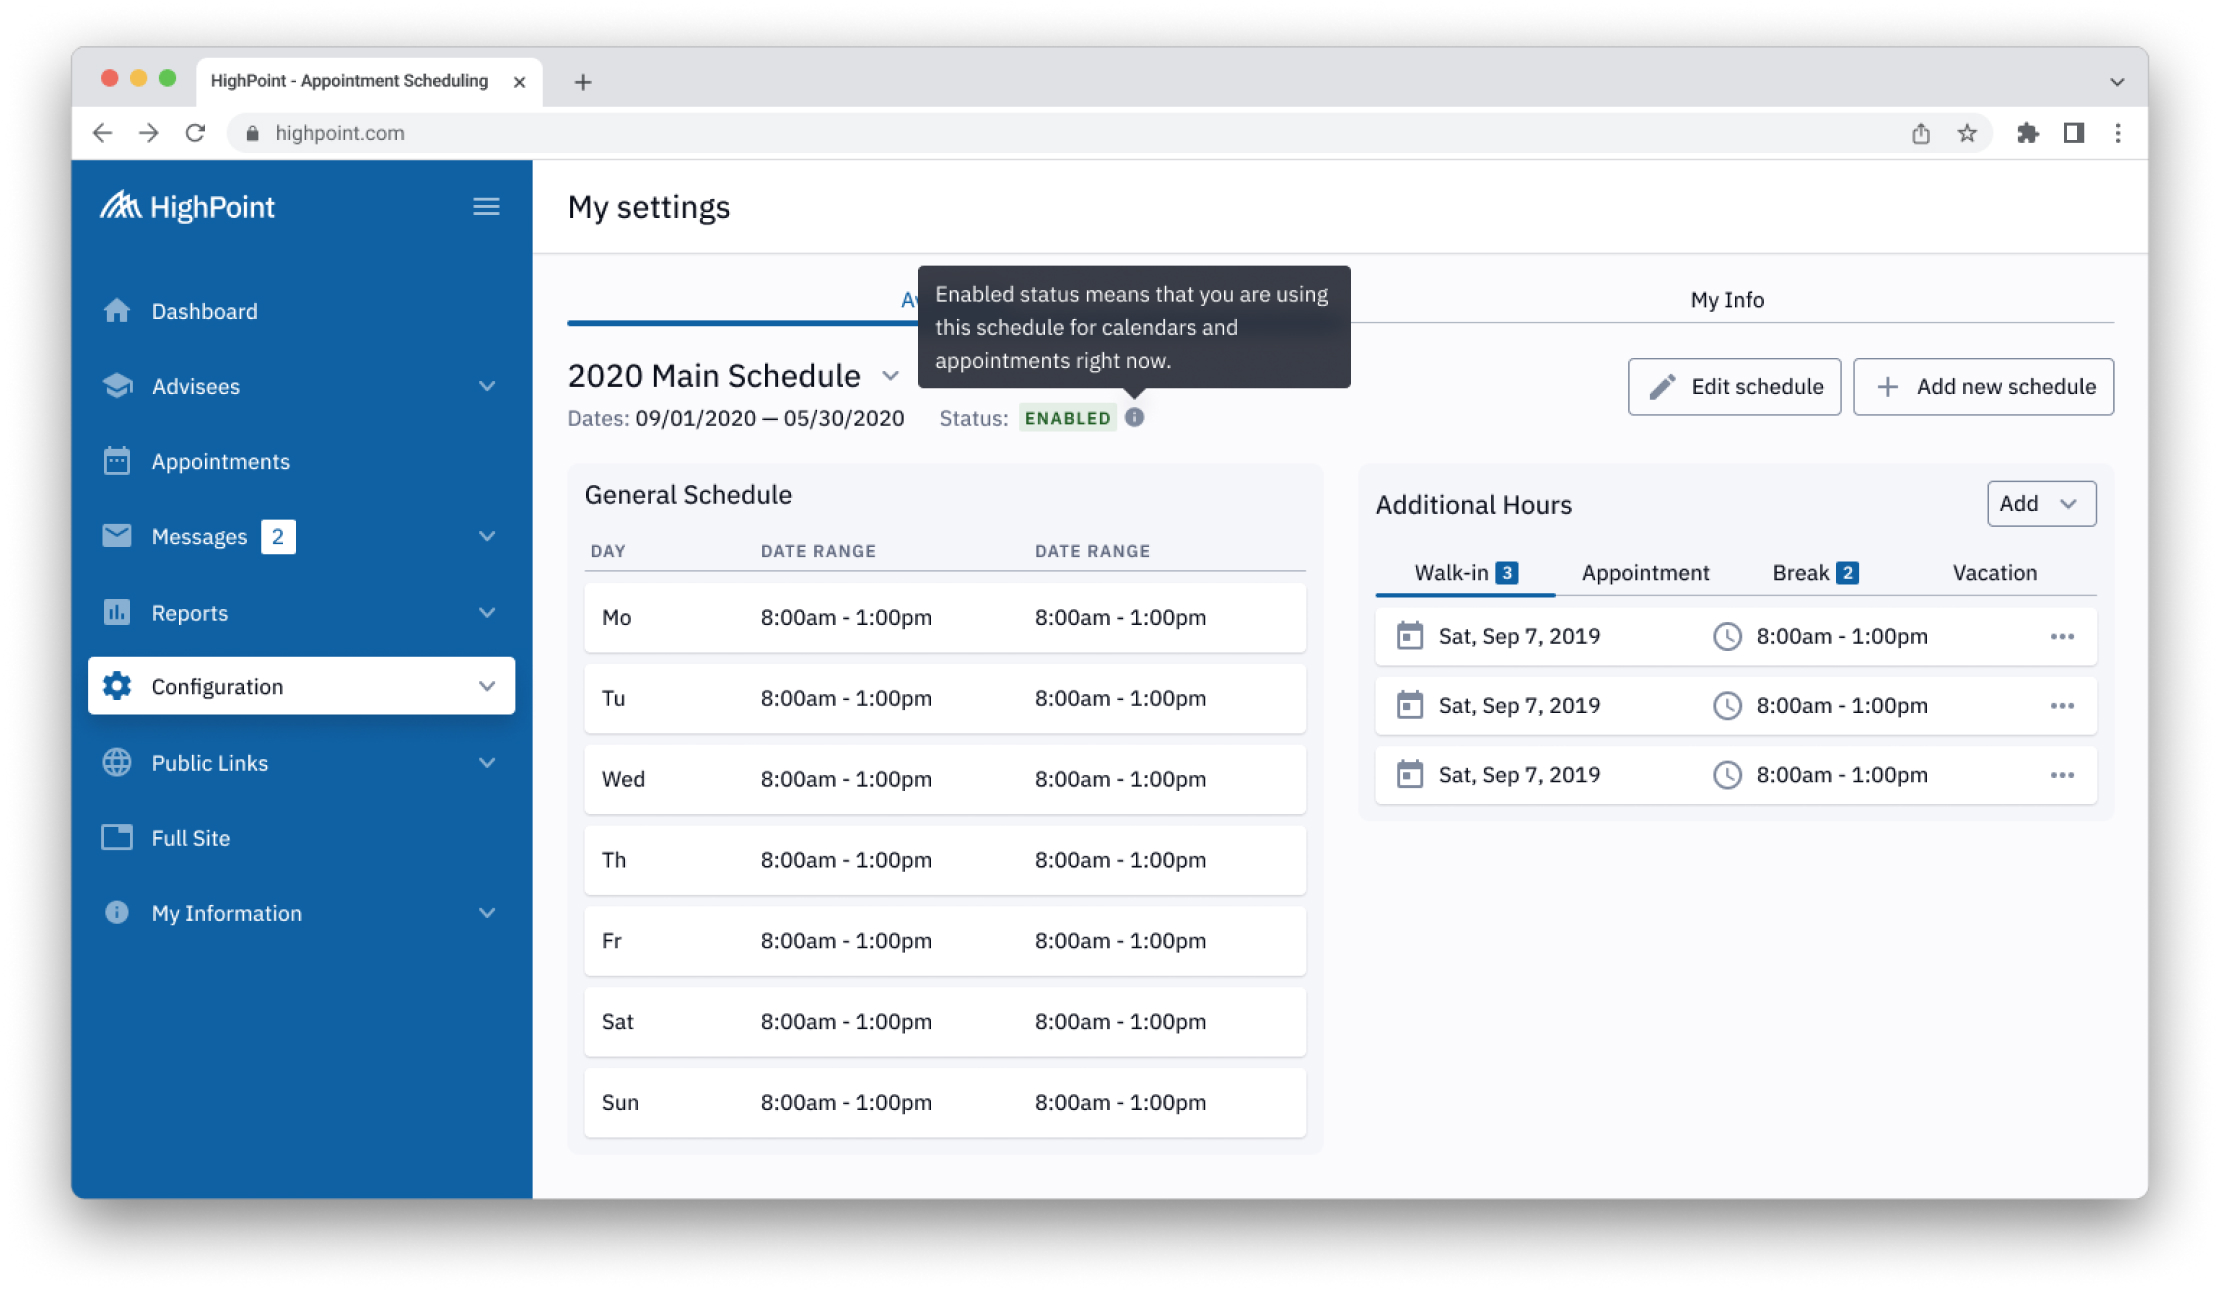 HighPoint - Appointment Scheduling
highpoint.com
HighPoint
Dashboard
Advisees
Appointments
Messages 2
Reports
Configuration
Public Links
Full Site
My Information
My settings
My Info
Enabled status means that you are using
this schedule for calendars and
appointments right now.
2020 Main Schedule
Dates: 09/01/2020 — 05/30/2020 Status: ENABLED
Edit schedule
Add new schedule
General Schedule
DAY DATE RANGE DATE RANGE
Mo 8:00am - 1:00pm 8:00am - 1:00pm
Tu 8:00am - 1:00pm 8:00am - 1:00pm
Wed 8:00am - 1:00pm 8:00am - 1:00pm
Th 8:00am - 1:00pm 8:00am - 1:00pm
Fr 8:00am - 1:00pm 8:00am - 1:00pm
Sat 8:00am - 1:00pm 8:00am - 1:00pm
Sun 8:00am - 1:00pm 8:00am - 1:00pm
Additional Hours
Add
Walk-in 3 Appointment Break 2 Vacation
Sat, Sep 7, 2019 8:00am - 1:00pm
Sat, Sep 7, 2019 8:00am - 1:00pm
Sat, Sep 7, 2019 8:00am - 1:00pm